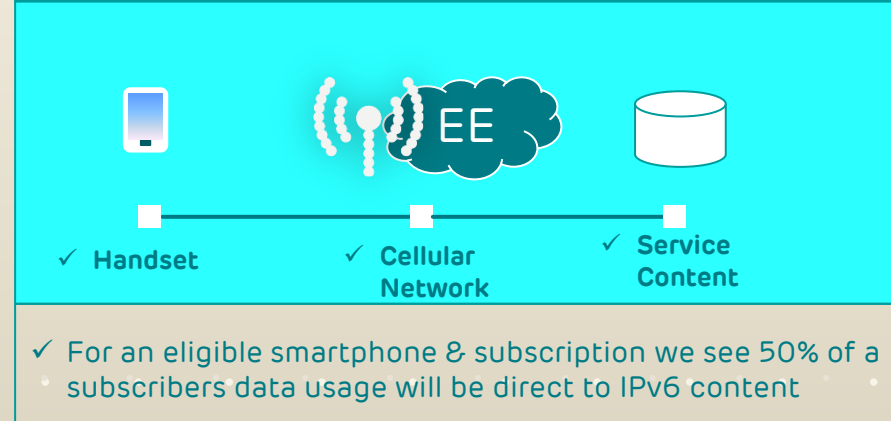 EE
✓ Handset
✓ Cellular
Network
✓ Service
Content
✓ For an eligible smartphone & subscription we see 50% of a
subscribers data usage will be direct to IPv6 content